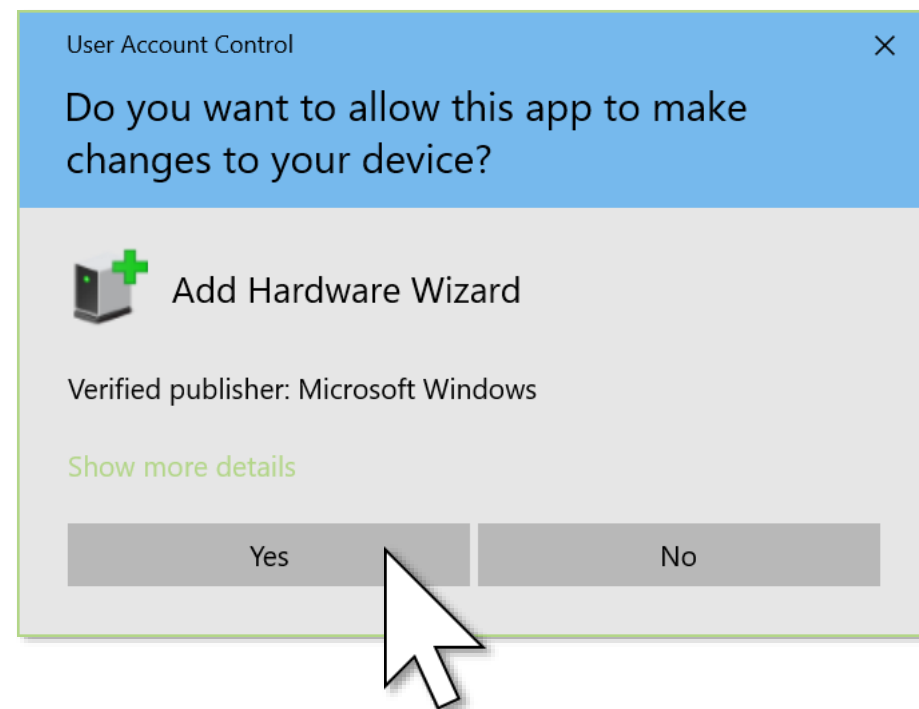 User Account Control
Do you want to allow this app to make
changes to your device?
Add Hardware Wizard
Verified publisher: Microsoft Windows
Show more details
Yes
No